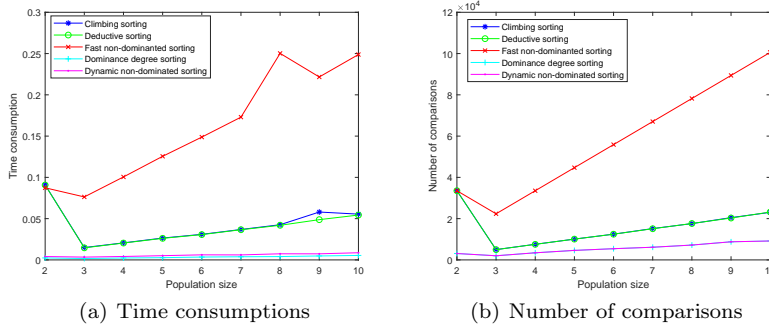 0.3
0.25
0.2
0.15
0.1
0.05
0
Time consumption
Climbing sorting
Deductive sorting
Fast non-dominated sorting
Dominance degree sorting
Dynamic non-dominated sorting
2 3 4 5 6 7 8 9 10
Population size
(a) Time consumptions
×10⁴
12
10
8
6
4
2
0
Number of comparisons
Climbing sorting
Deductive sorting
Fast non-dominated sorting
Dominance degree sorting
Dynamic non-dominated sorting
2 3 4 5 6 7 8 9 1
Population size
(b) Number of comparisons